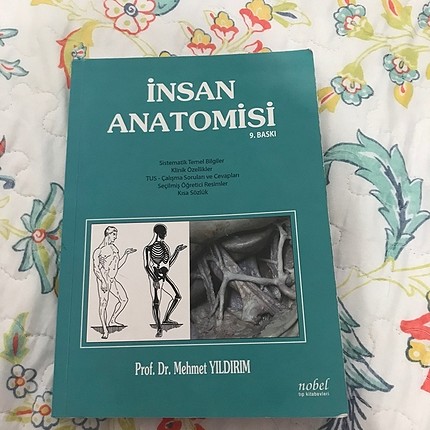 İNSAN
ANATOMİSİ
9. BASKI
Sistematik Temel Bilgiler
Klinik Özellikler
TUS - Çalışma Soruları ve Cevapları
Seçilmiş Öğretici Resimler
Kısa Sözlük
Prof. Dr. Mehmet YILDIRIM
nobel
tıp kitabevleri